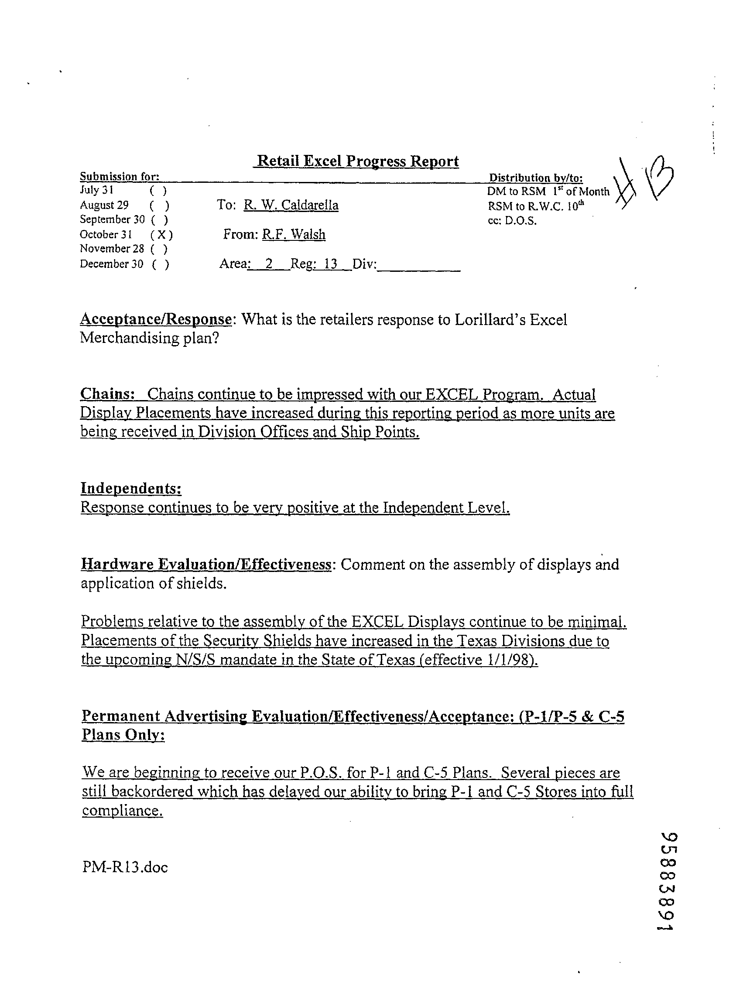 Retail Excel Progress Report
Submission for:
July 31 ( )
August 29 ( )
September 30 ( )
October 31 (X)
November 28 ( )
December 30 ( )
To: R. W. Caldarella
From: R.F. Walsh
Area: 2 Reg: 13 Div:
Distribution by/to:
DM to RSM 1st of Month
RSM to R.W.C. 10th
cc: D.O.S.
Acceptance/Response: What is the retailers response to Lorillard's Excel
Merchandising plan?
Chains: Chains continue to be impressed with our EXCEL Program. Actual
Display Placements have increased during this reporting period as more units are
being received in Division Offices and Ship Points.
Independents:
Response continues to be very positive at the Independent Level.
Hardware Evaluation/Effectiveness: Comment on the assembly of displays and
application of shields.
Problems relative to the assembly of the EXCEL Displays continue to be minimal.
Placements of the Security Shields have increased in the Texas Divisions due to
the upcoming N/S/S mandate in the State of Texas (effective 1/1/98).
Permanent Advertising Evaluation/Effectiveness/Acceptance: (P-1/P-5 & C-5
Plans Only:
We are beginning to receive our P.O.S. for P-1 and C-5 Plans. Several pieces are
still backordered which has delayed our ability to bring P-1 and C-5 Stores into full
compliance.
PM-R13.doc
95883891